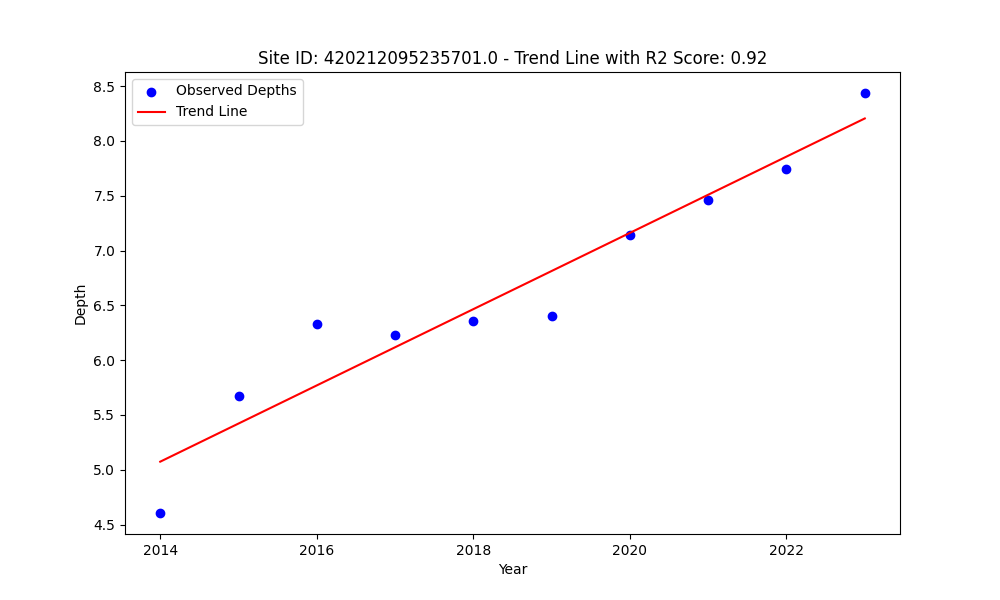 Site ID: 420212095235701.0 - Trend Line with R2 Score: 0.92
Observed Depths
Trend Line
8.5
8.0
7.5
7.0
6.5
6.0
5.5
5.0
4.5
Depth
2014 2016 2018 2020 2022
Year